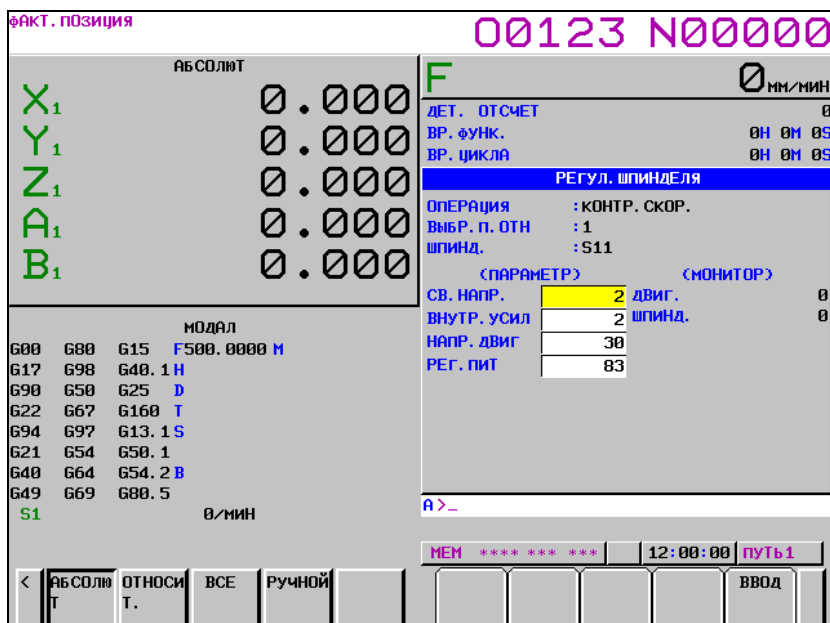 ФАКТ.ПОЗИЦИЯ
O0123 N00000
АБСОЛЮТ
X1 0.000
Y1 0.000
Z1 0.000
A1 0.000
B1 0.000
F 0 ММ/МИН
ДЕТ. ОТСЧЕТ 0
ВР.ФУНК. 0H 0M 0S
ВР.ЦИКЛА 0H 0M 0S
РЕГУЛ.ШПИНДЕЛЯ
ОПЕРАЦИЯ :КОНТР.СКОР.
ВЫБР.П.ОТН :1
ШПИНД. :S11
(ПАРАМЕТР) (МОНИТОР)
СВ.НАПР. 2 ДВИГ. 0
ВНУТР.УСИЛ 2 ШПИНД. 0
НАПР.ДВИГ 30
РЕГ.ПИТ 83
МОДАЛ
G00 G80 G15 F500.0000 M
G17 G98 G40.1 H
G90 G50 G25 D
G22 G67 G160 T
G94 G97 G13.1 S
G21 G54 G50.1
G40 G64 G54.2 B
G49 G69 G80.5
S1 0/МИН
A>_
MEM **** *** *** 12:00:00 ПУТЬ1
< АБСОЛЮ ОТНОСИ ВСЕ РУЧНОЙ ВВОД
Т Т.